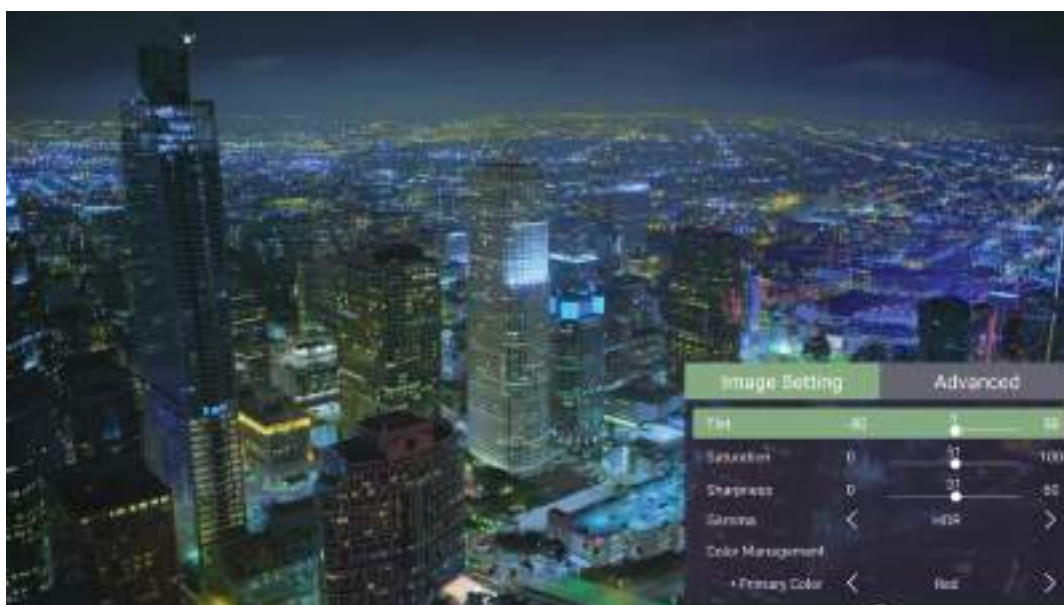 Image Setting Advanced
Tint
Saturation 0 100
Sharpness 0
Gamma < HDR >
Color Management
• Primary Color < Red >